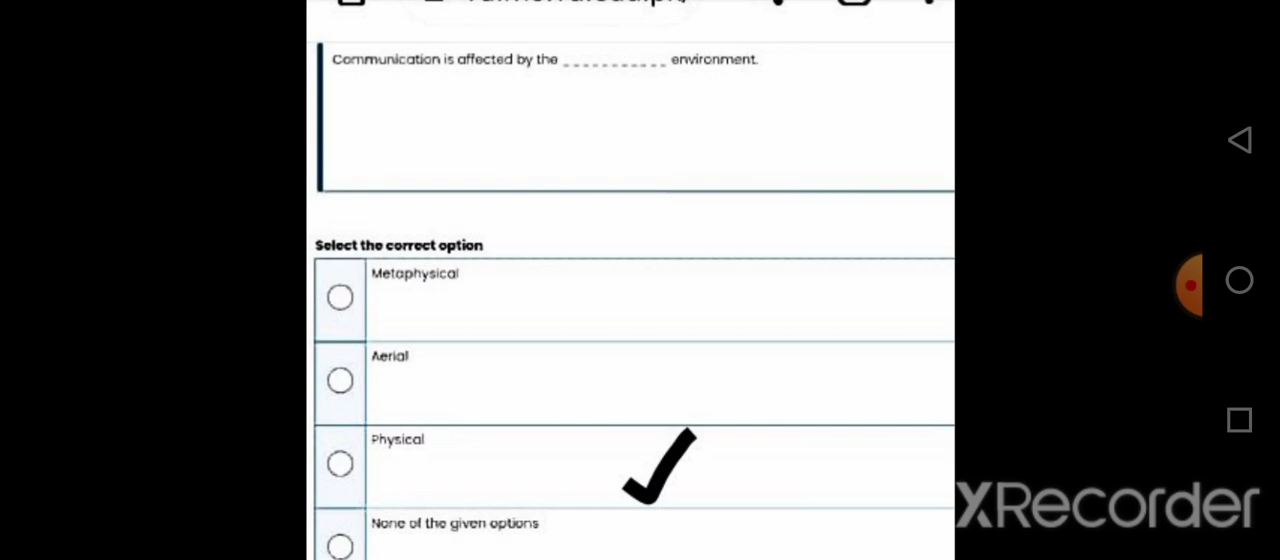 Communication is affected by the ___________ environment.
Select the correct option
Metaphysical
Aerial
Physical
None of the given options
XRecorder